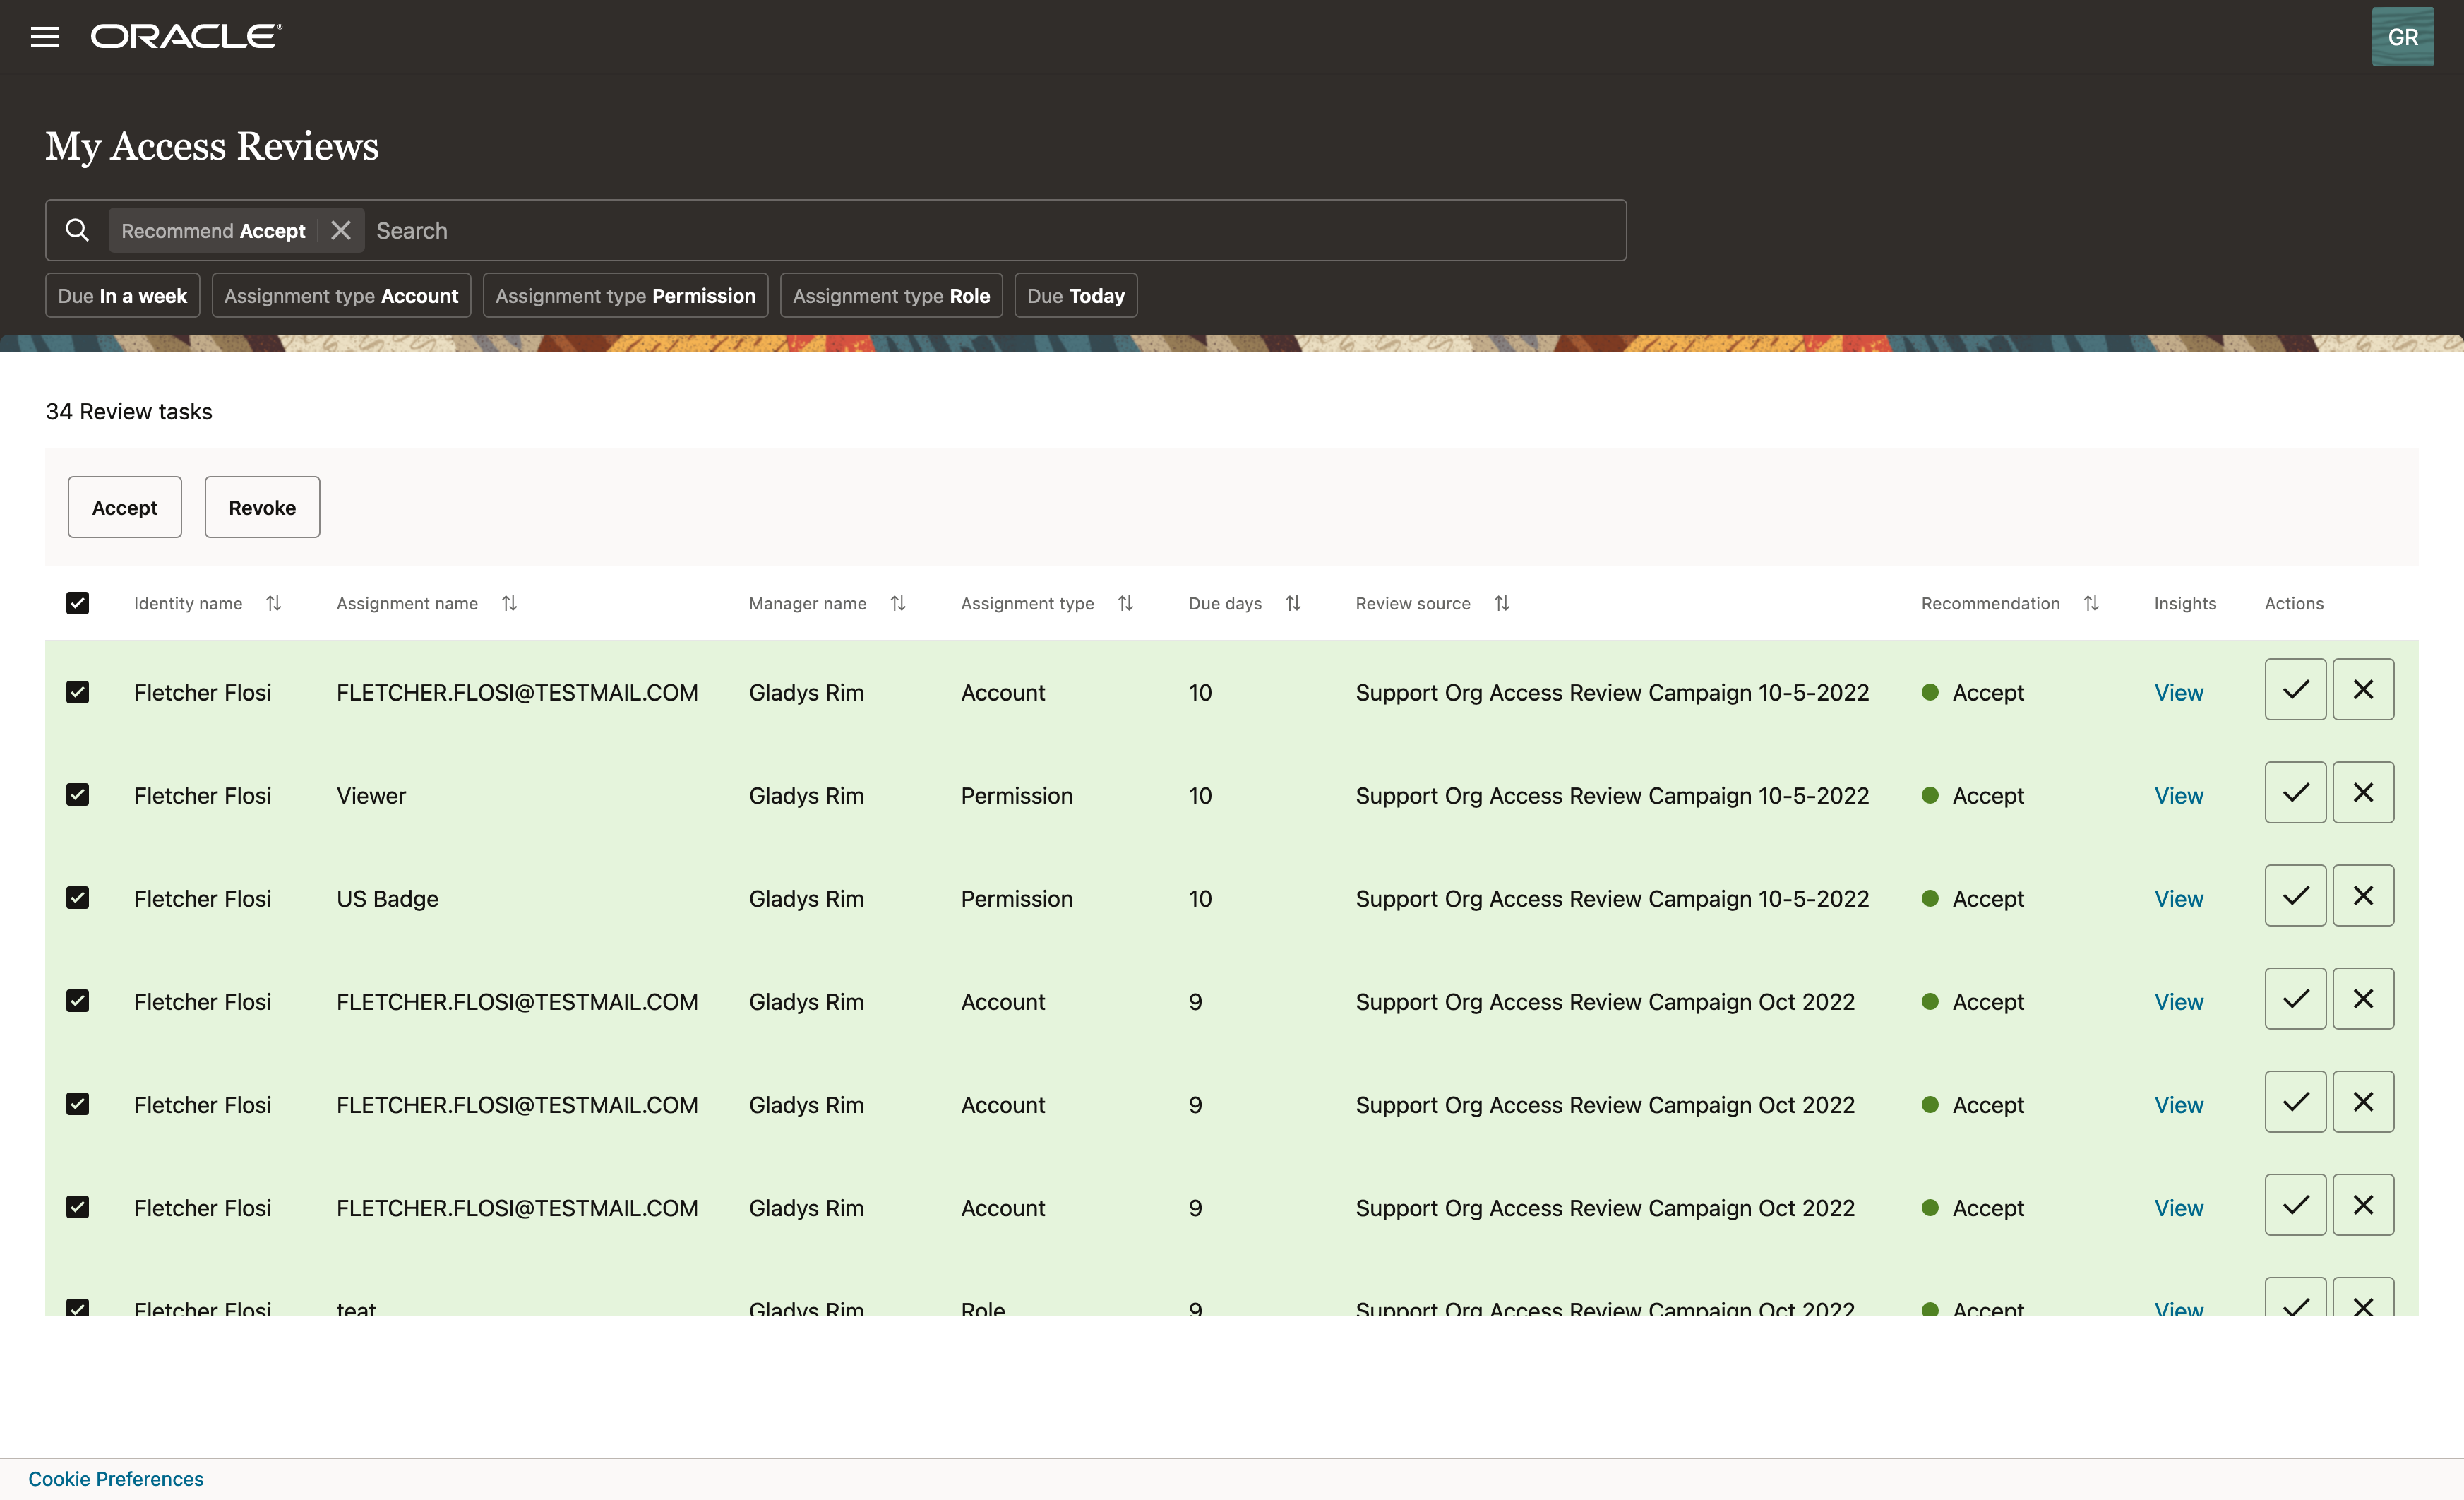 ORACLE®
GR
My Access Reviews
Recommend Accept Search
Due In a week Assignment type Account Assignment type Permission Assignment type Role Due Today
34 Review tasks
Accept Revoke
Identity name Assignment name Manager name Assignment type Due days Review source Recommendation Insights Actions
Fletcher Flosi FLETCHER.FLOSI@TESTMAIL.COM Gladys Rim Account 10 Support Org Access Review Campaign 10-5-2022 Accept View
Fletcher Flosi Viewer Gladys Rim Permission 10 Support Org Access Review Campaign 10-5-2022 Accept View
Fletcher Flosi US Badge Gladys Rim Permission 10 Support Org Access Review Campaign 10-5-2022 Accept View
Fletcher Flosi FLETCHER.FLOSI@TESTMAIL.COM Gladys Rim Account 9 Support Org Access Review Campaign Oct 2022 Accept View
Fletcher Flosi FLETCHER.FLOSI@TESTMAIL.COM Gladys Rim Account 9 Support Org Access Review Campaign Oct 2022 Accept View
Fletcher Flosi FLETCHER.FLOSI@TESTMAIL.COM Gladys Rim Account 9 Support Org Access Review Campaign Oct 2022 Accept View
Fletcher Flosi teat Gladys Rim Role 9 Support Org Access Review Campaign Oct 2022 Accept View
Cookie Preferences